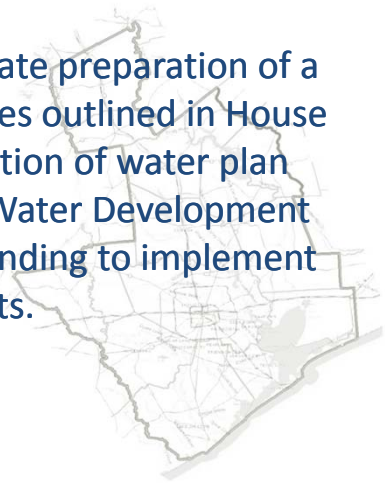 ate preparation of a
es outlined in House
tion of water plan
Water Development
nding to implement
ts.